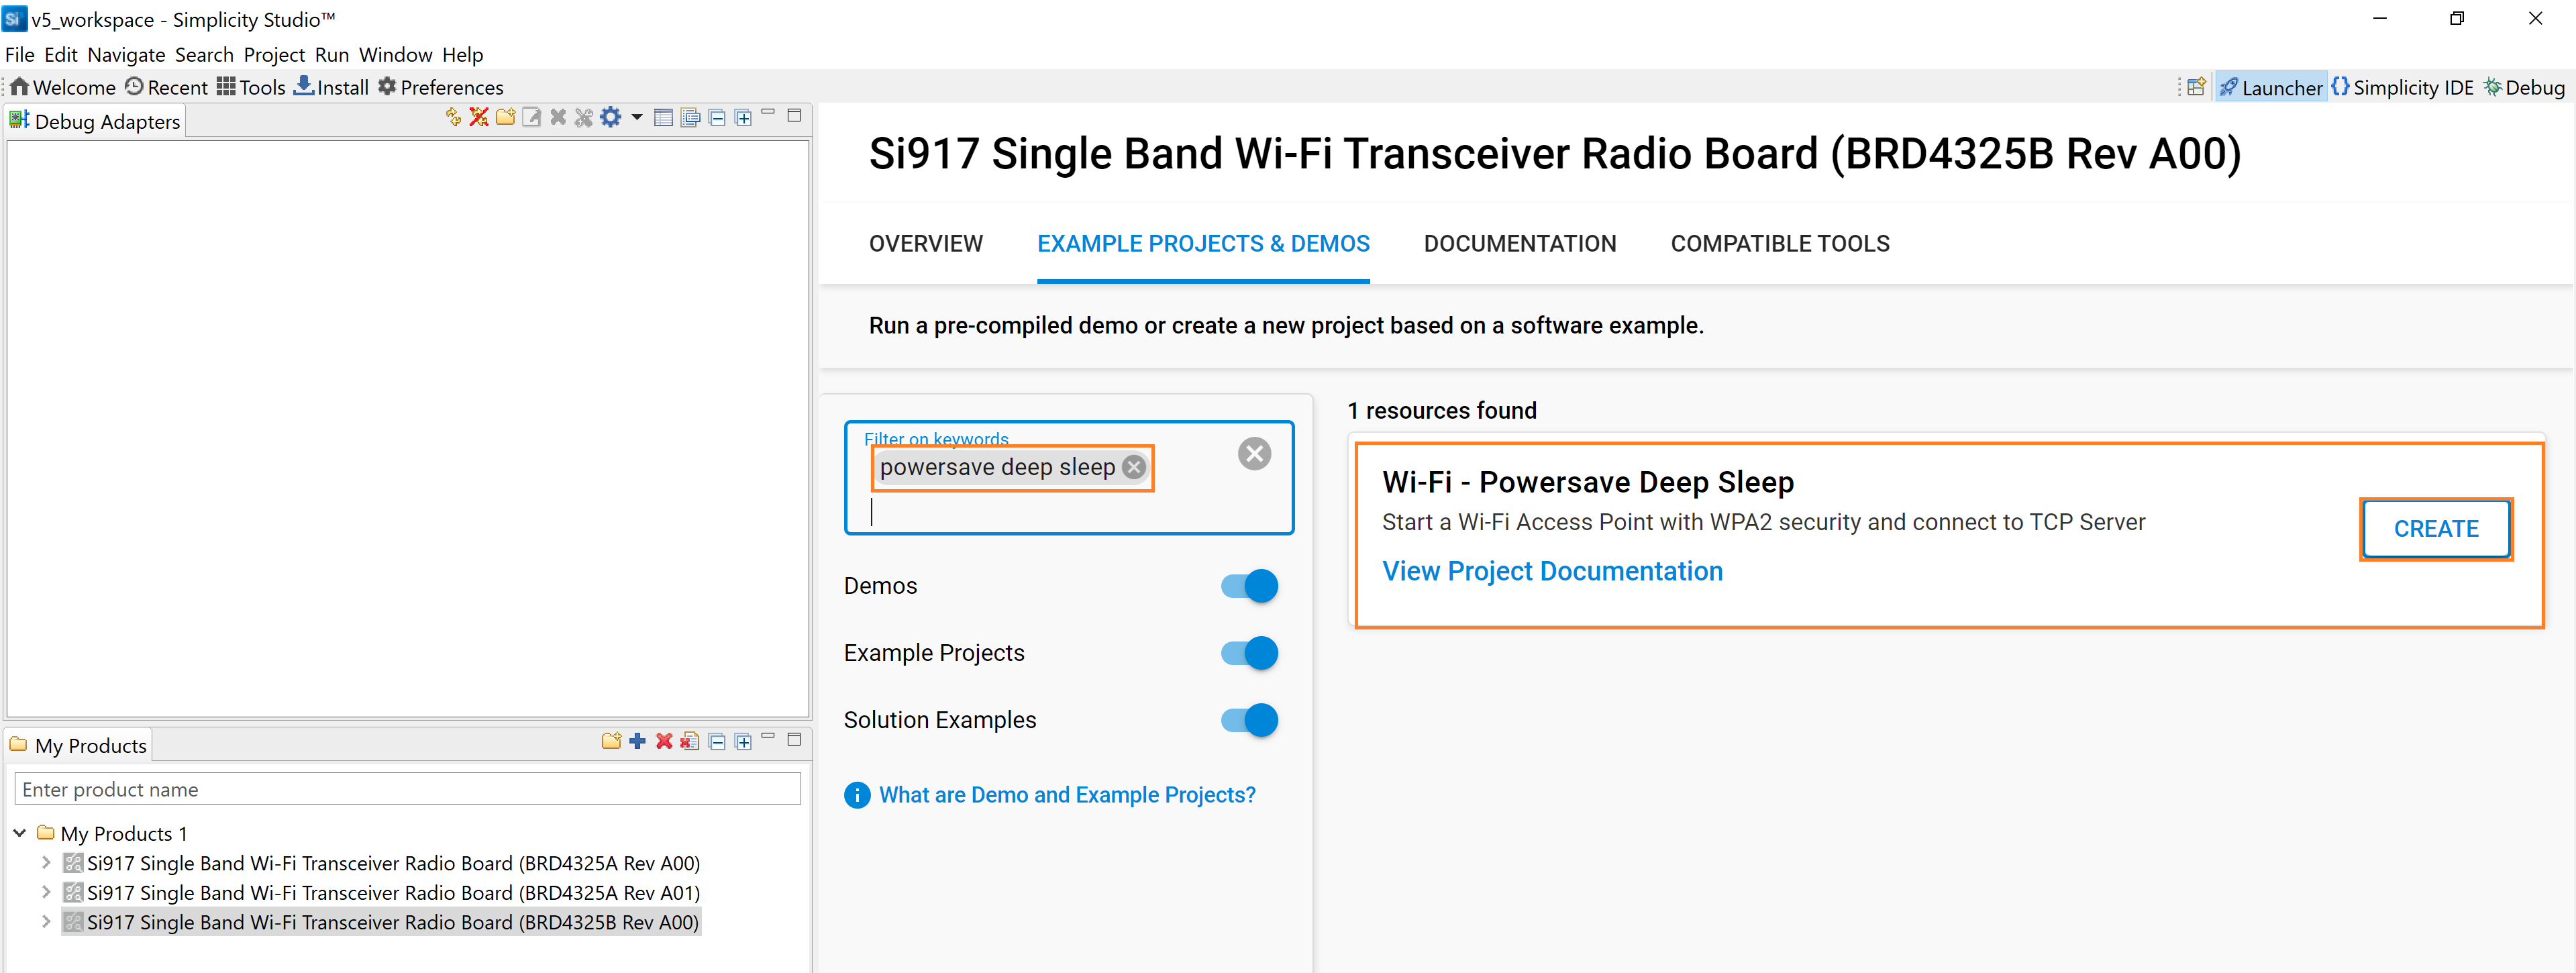 Si v5_workspace - Simplicity Studio™
File Edit Navigate Search Project Run Window Help
Welcome Recent Tools Install Preferences Launcher Simplicity IDE Debug
Debug Adapters
Si917 Single Band Wi-Fi Transceiver Radio Board (BRD4325B Rev A00)
OVERVIEW EXAMPLE PROJECTS & DEMOS DOCUMENTATION COMPATIBLE TOOLS
Run a pre-compiled demo or create a new project based on a software example.
Filter on keywords
powersave deep sleep
Demos
Example Projects
Solution Examples
What are Demo and Example Projects?
1 resources found
Wi-Fi - Powersave Deep Sleep
Start a Wi-Fi Access Point with WPA2 security and connect to TCP Server
View Project Documentation
CREATE
My Products
Enter product name
My Products 1
Si917 Single Band Wi-Fi Transceiver Radio Board (BRD4325A Rev A00)
Si917 Single Band Wi-Fi Transceiver Radio Board (BRD4325A Rev A01)
Si917 Single Band Wi-Fi Transceiver Radio Board (BRD4325B Rev A00)